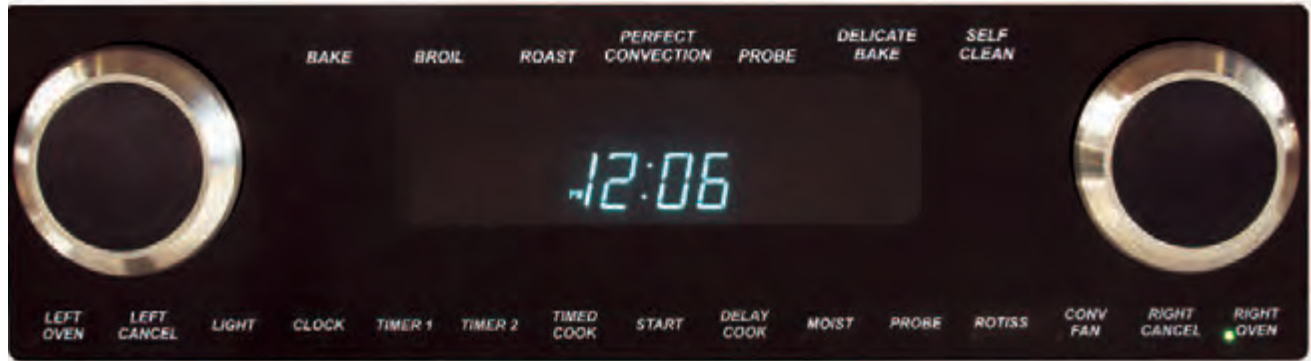 BAKE
BROIL
ROAST
PERFECT
CONVECTION
PROBE
DELICATE
BAKE
SELF
CLEAN
PM 12:06
LEFT
OVEN
LEFT
CANCEL
LIGHT
CLOCK
TIMER 1
TIMER 2
TIMED
COOK
START
DELAY
COOK
MOIST
PROBE
ROTISS
CONV
FAN
RIGHT
CANCEL
RIGHT
OVEN